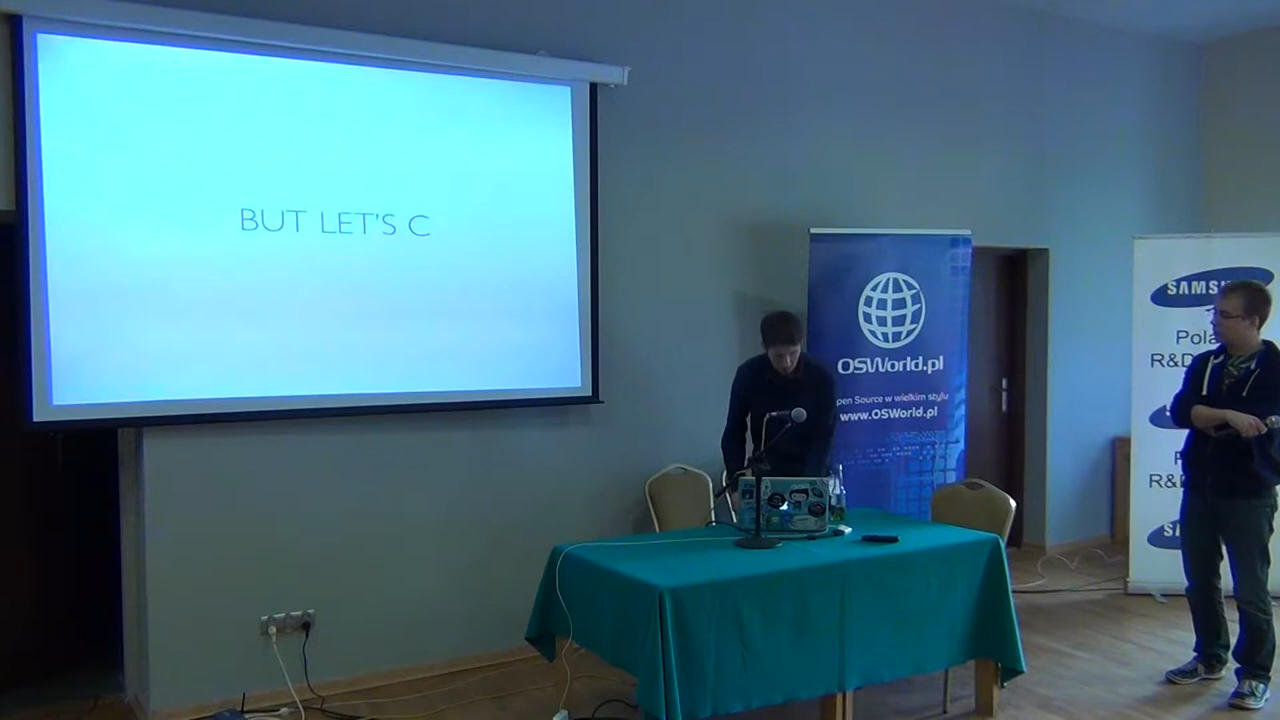 BUT LET'S C
OSWorld.pl
pen Source w wielkim stylu
www.OSWorld.pl
SAMS
Pola
R&D
R&D